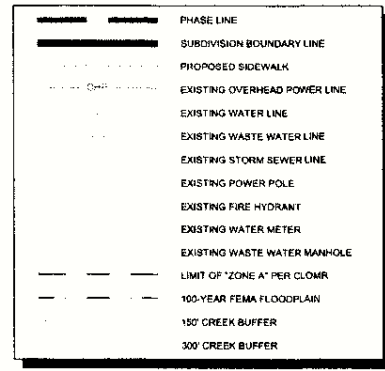 PHASE LINE
SUBDIVISION BOUNDARY LINE
PROPOSED SIDEWALK
OHP EXISTING OVERHEAD POWER LINE
EXISTING WATER LINE
EXISTING WASTE WATER LINE
EXISTING STORM SEWER LINE
EXISTING POWER POLE
EXISTING FIRE HYDRANT
EXISTING WATER METER
EXISTING WASTE WATER MANHOLE
LIMIT OF "ZONE A" PER CLOMR
100-YEAR FEMA FLOODPLAIN
150' CREEK BUFFER
300' CREEK BUFFER